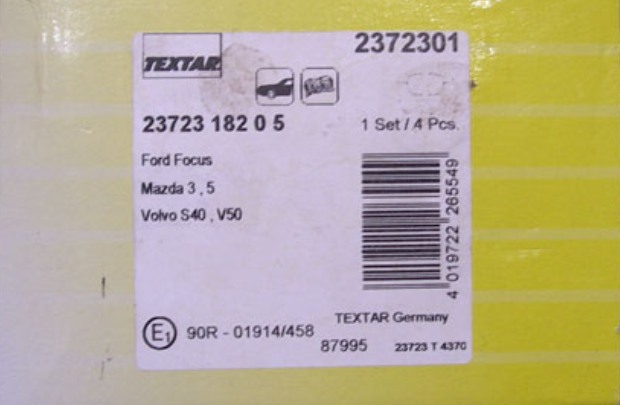 TEXTAR
2372301
23723 182 0 5
1 Set / 4 Pcs.
Ford Focus
Mazda 3 , 5
Volvo S40 , V50
4 019722 265549
TEXTAR Germany
E1 90R - 01914/458
87995
23723 T 4370